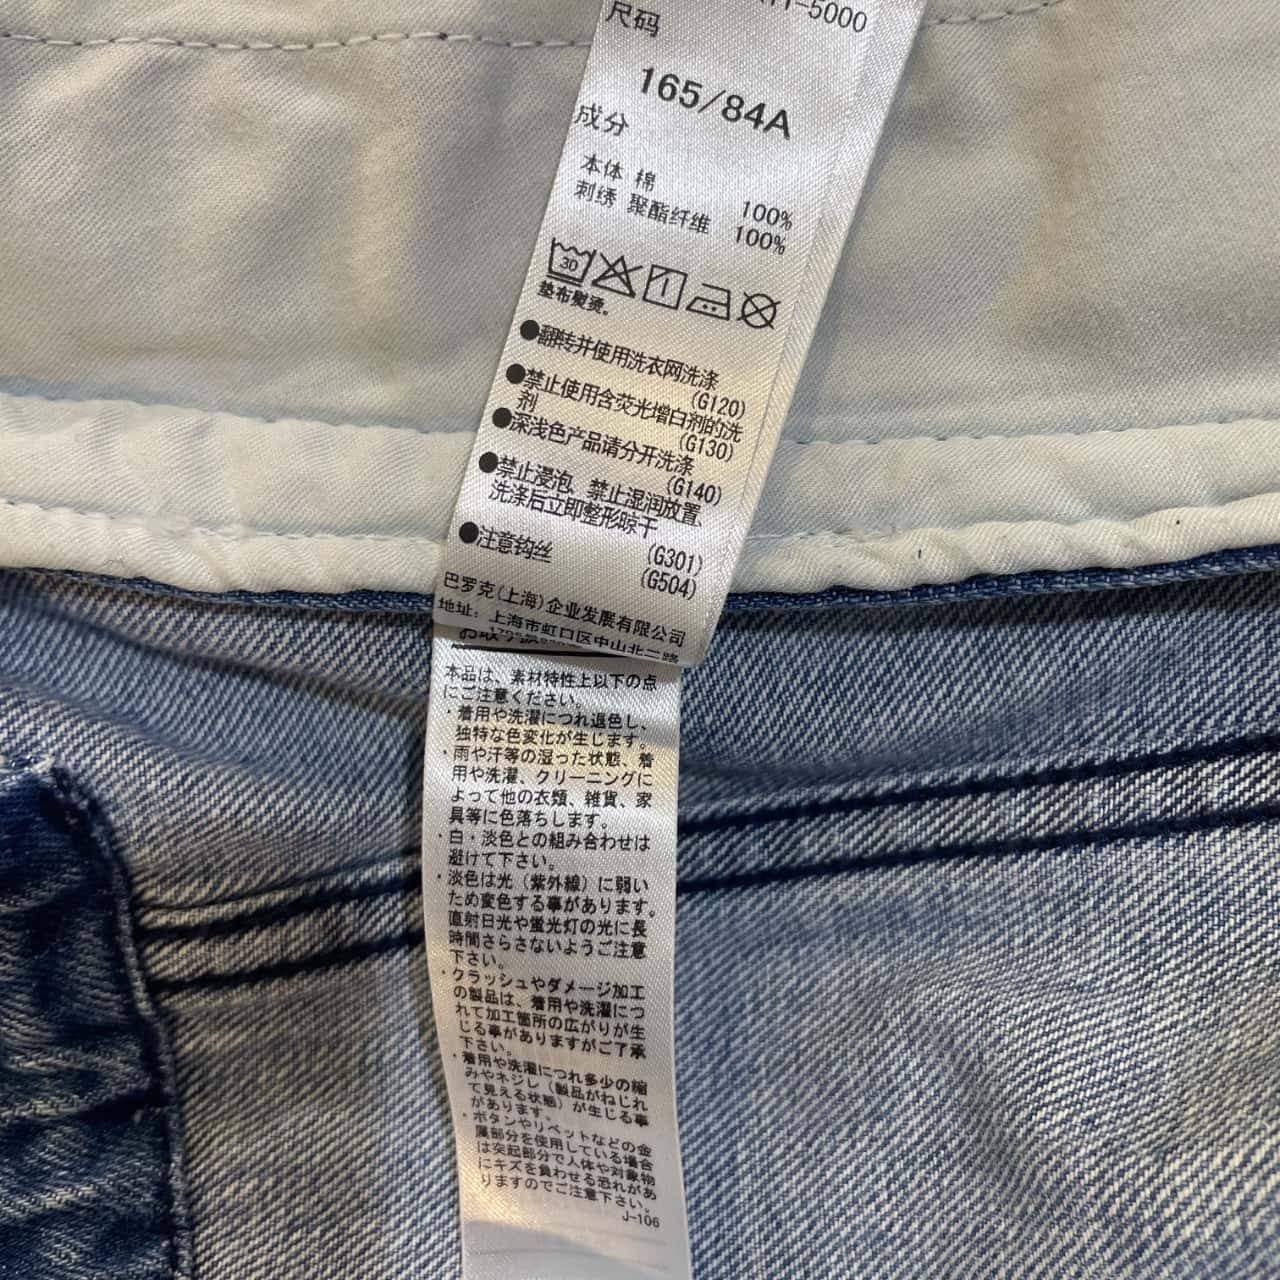 -5000
尺码
165/84A
成分
本体 棉 100%
刺绣 聚酯纤维 100%
30
垫布熨烫。
●翻转并使用洗衣网洗涤
(G120)
●禁止使用含荧光增白剂的洗
剂 (G130)
●深浅色产品请分开洗涤
(G140)
●禁止浸泡、禁止湿润放置、
洗涤后立即整形晾干
(G301)
●注意钩丝 (G504)
巴罗克(上海)企业发展有限公司
地址: 上海市虹口区中山北二路
お取り扱
本品は、素材特性上以下の点
にご注意ください。
・着用や洗濯につれ退色し、
独特な色変化が生じます。
・雨や汗等の湿った状態、着
用や洗濯、クリーニングに
よって他の衣類、雑貨、家
具等に色落ちします。
・白・淡色との組み合わせは
避けて下さい。
・淡色は光(紫外線)に弱い
ため変色する事があります。
直射日光や蛍光灯の光に長
時間さらさないようご注意
下さい。
・クラッシュやダメージ加工
の製品は、着用や洗濯につ
れて加工箇所の広がりが生
じる事がありますがご了承
下さい。
・着用や洗濯につれ多少の縮
みやネジレ(製品がねじれ
て見える状態)が生じる事
があります。
・ボタンやリベットなどの金
属部分を使用している場合
は突起部分で人体や対象物
にキズを負わせる恐れがあ
りますのでご注意下さい。
J-106